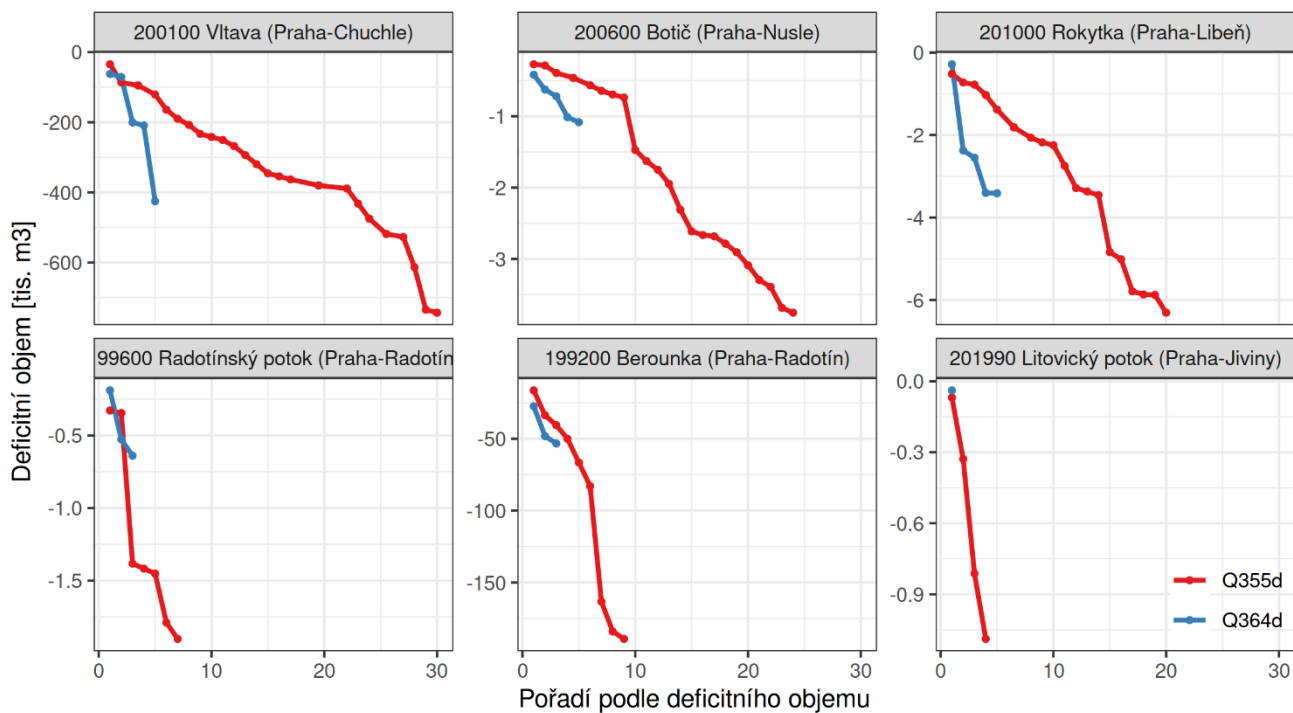 200100 Vltava (Praha-Chuchle)
200600 Botič (Praha-Nusle)
201000 Rokytka (Praha-Libeň)
0
-200
-400
-600
-1
-2
-3
0
-2
-4
-6
Deficitní objem [tis. m3]
99600 Radotínský potok (Praha-Radotín
199200 Berounka (Praha-Radotín)
201990 Litovický potok (Praha-Jiviny)
-0.5
-1.0
-1.5
-50
-100
-150
0.0
-0.3
-0.6
-0.9
Q355d
Q364d
0 10 20 30
0 10 20 30
0 10 20 30
Pořadí podle deficitního objemu